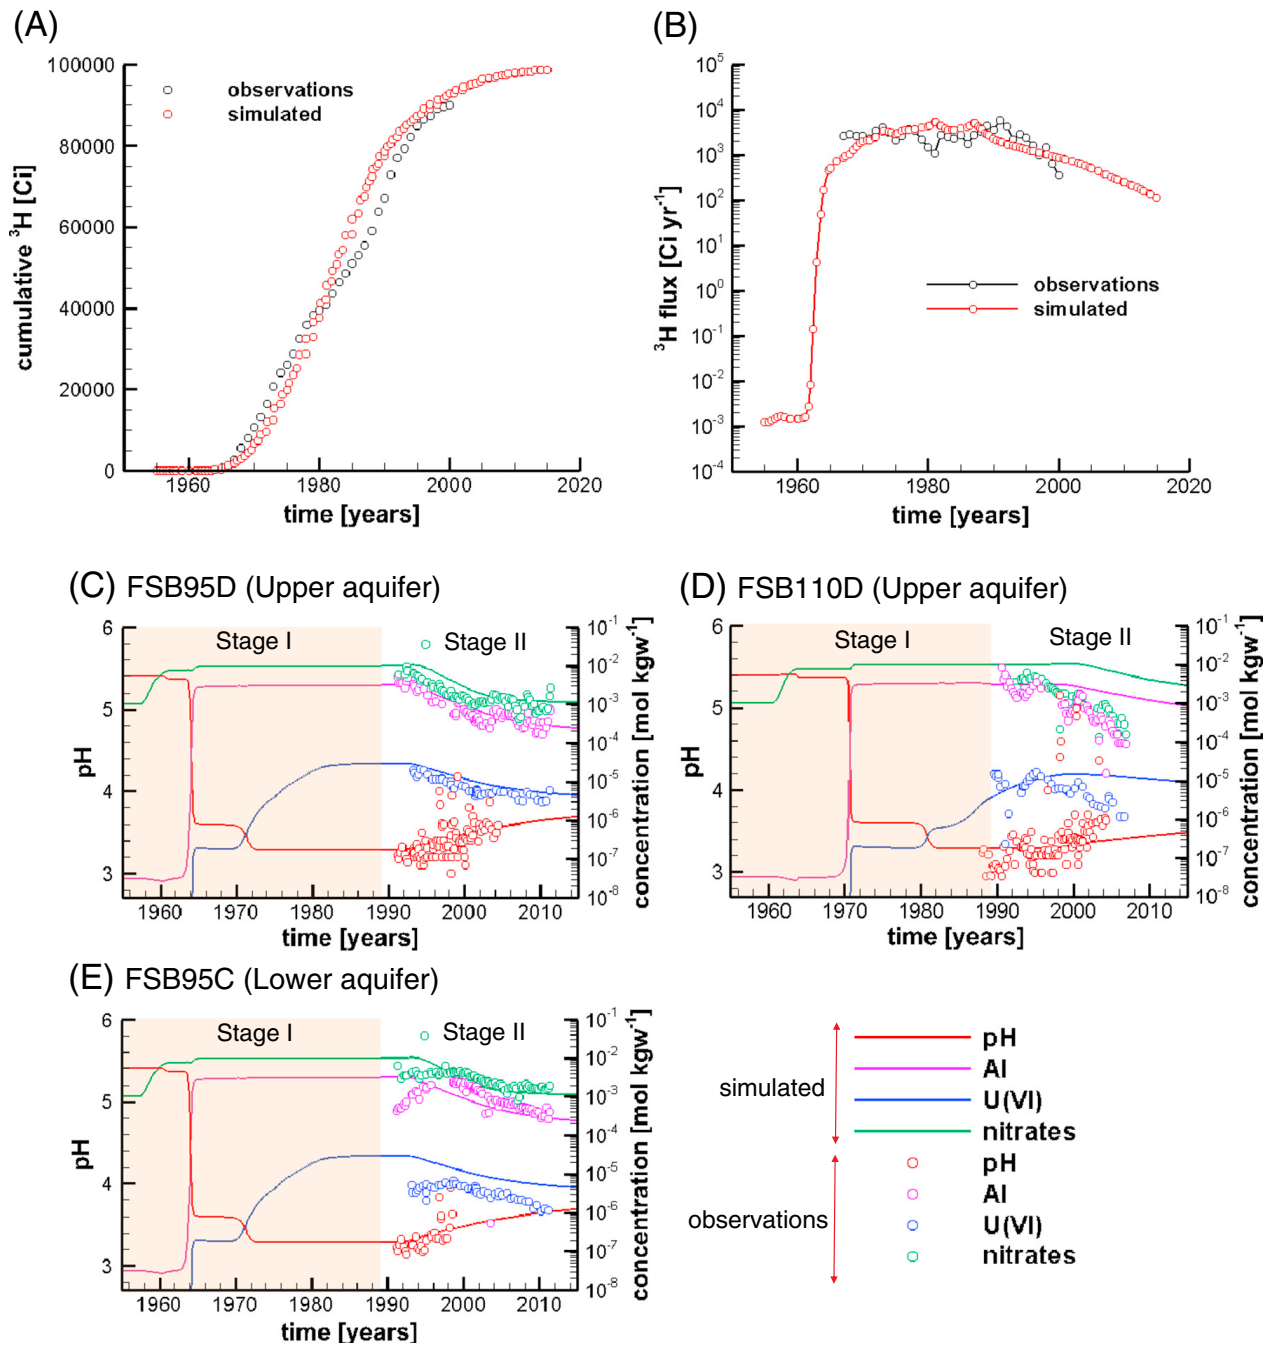 (A)
cumulative ³H [Ci]
100000
80000
60000
40000
20000
0
observations
simulated
1960 1980 2000 2020
time [years]
(B)
³H flux [Ci yr⁻¹]
10⁵
10⁴
10³
10²
10¹
10⁰
10⁻¹
10⁻²
10⁻³
10⁻⁴
observations
simulated
1960 1980 2000 2020
time [years]
(C) FSB95D (Upper aquifer)
Stage I Stage II
pH
6
5
4
3
10⁻¹
10⁻²
10⁻³
10⁻⁴
10⁻⁵
10⁻⁶
10⁻⁷
10⁻⁸
concentration [mol kgw⁻¹]
1960 1970 1980 1990 2000 2010
time [years]
(D) FSB110D (Upper aquifer)
Stage I Stage II
pH
6
5
4
3
10⁻¹
10⁻²
10⁻³
10⁻⁴
10⁻⁵
10⁻⁶
10⁻⁷
10⁻⁸
concentration [mol kgw⁻¹]
1960 1970 1980 1990 2000 2010
time [years]
(E) FSB95C (Lower aquifer)
Stage I Stage II
pH
6
5
4
3
10⁻¹
10⁻²
10⁻³
10⁻⁴
10⁻⁵
10⁻⁶
10⁻⁷
10⁻⁸
concentration [mol kgw⁻¹]
1960 1970 1980 1990 2000 2010
time [years]
simulated
pH
Al
U(VI)
nitrates
observations
pH
Al
U(VI)
nitrates